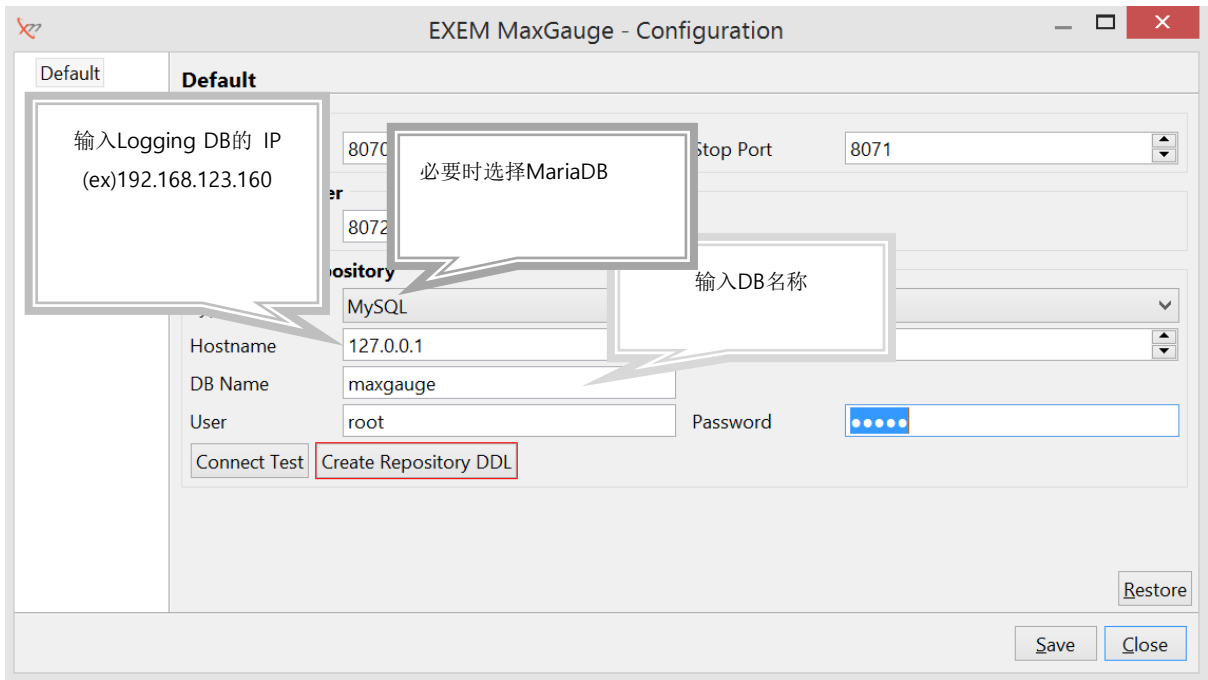 EXEM MaxGauge - Configuration
Default
Default
输入Logging DB的 IP
(ex)192.168.123.160
8070
必要时选择MariaDB
Stop Port
8071
8072
输入DB名称
MySQL
Hostname
127.0.0.1
DB Name
maxgauge
User
root
Password
Connect Test
Create Repository DDL
Restore
Save
Close